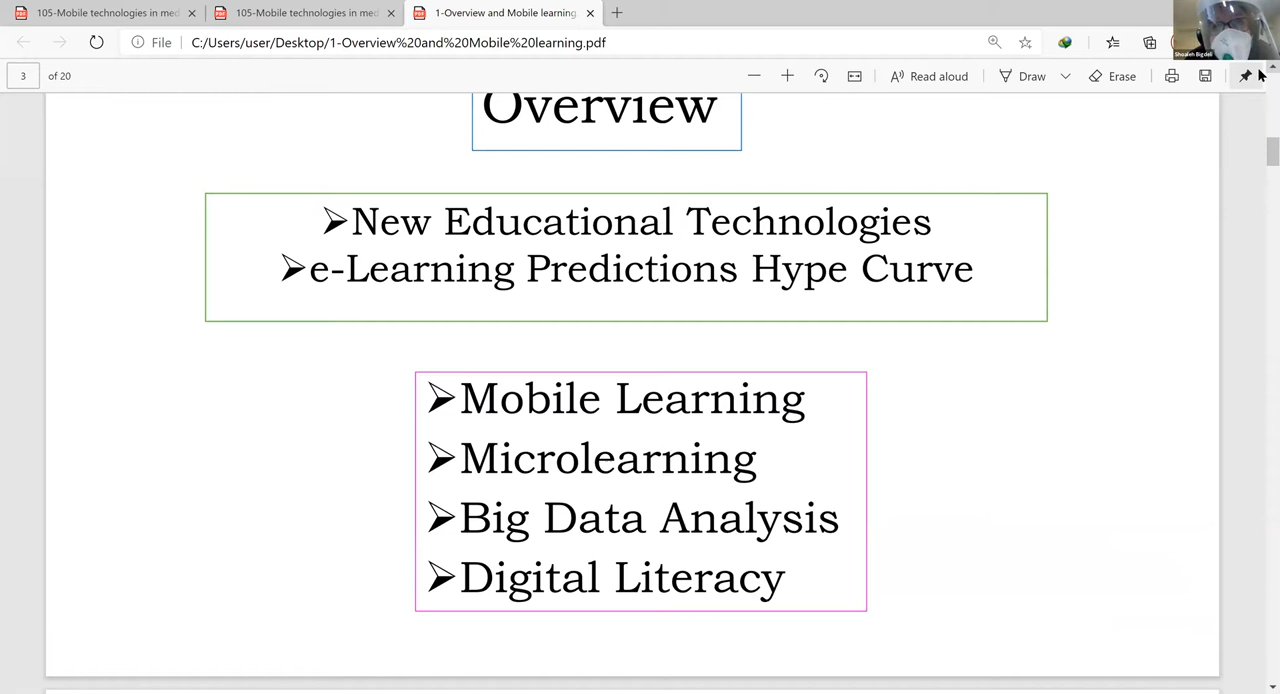 105-Mobile technologies in med
105-Mobile technologies in med
1-Overview and Mobile learning
File
C:/Users/user/Desktop/1-Overview%20and%20Mobile%20learning.pdf
Shoaleh Bigdeli
3 of 20
Read aloud
Draw
Erase
Overview
➢New Educational Technologies
➢e-Learning Predictions Hype Curve
➢Mobile Learning
➢Microlearning
➢Big Data Analysis
➢Digital Literacy